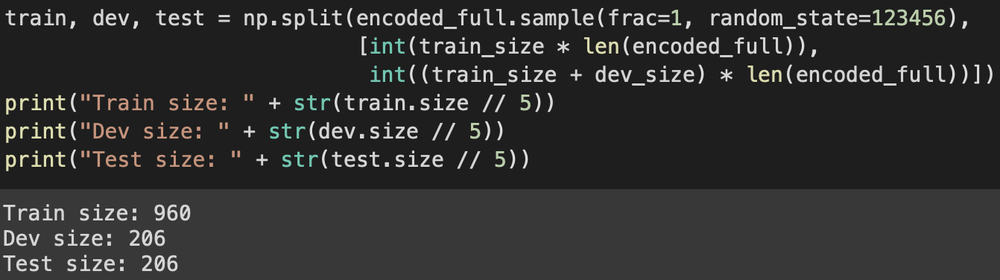 train, dev, test = np.split(encoded_full.sample(frac=1, random_state=123456),
                            [int(train_size * len(encoded_full)),
                             int((train_size + dev_size) * len(encoded_full))])
print("Train size: " + str(train.size // 5))
print("Dev size: " + str(dev.size // 5))
print("Test size: " + str(test.size // 5))
Train size: 960
Dev size: 206
Test size: 206